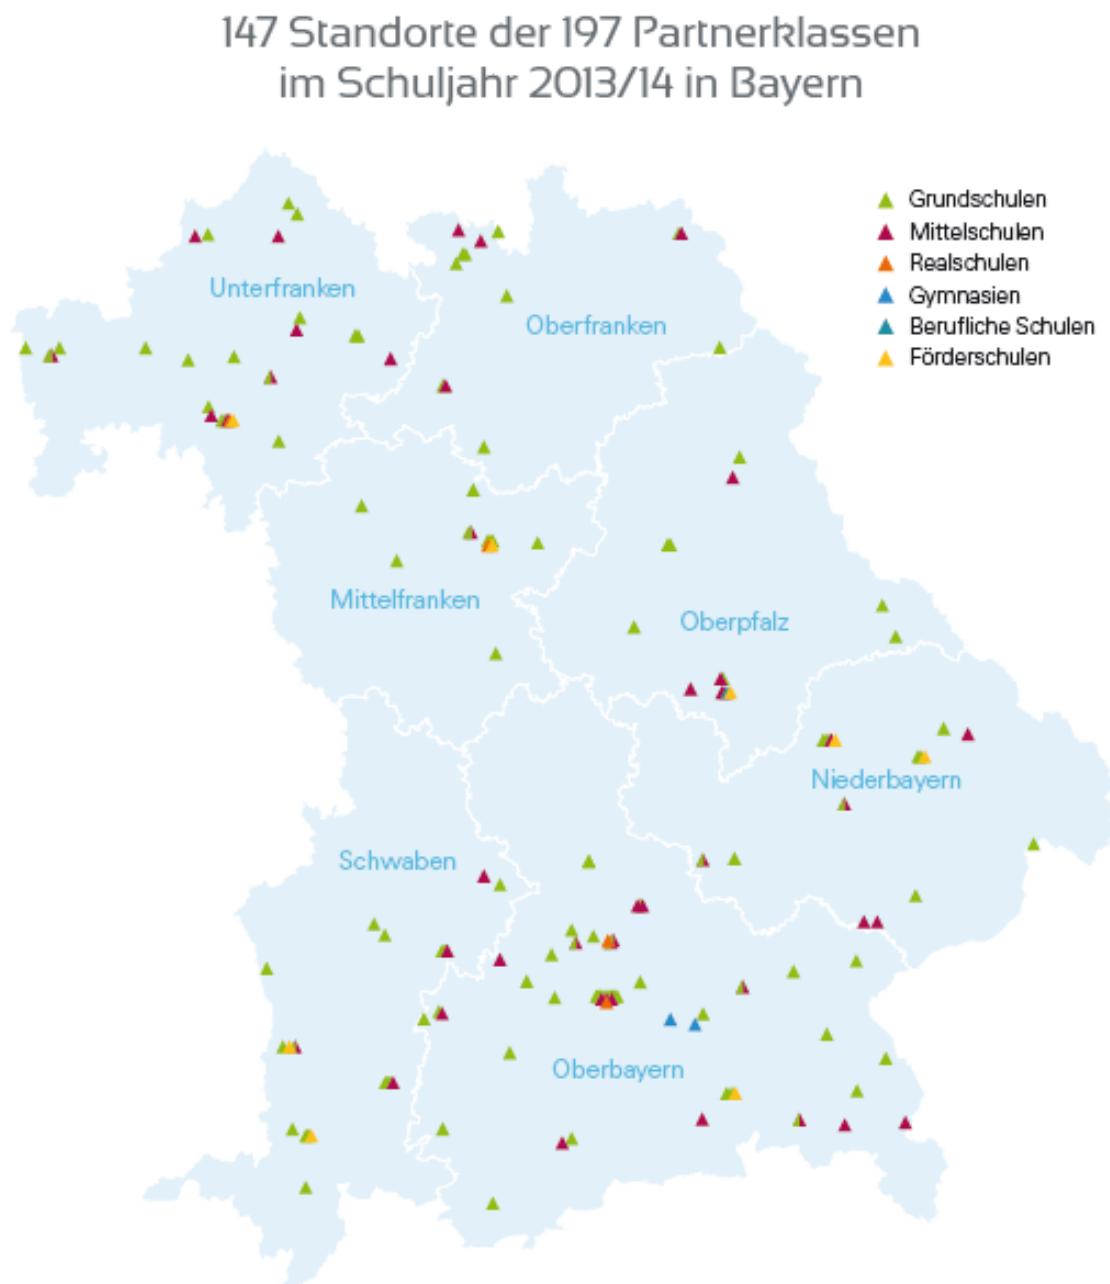 147 Standorte der 197 Partnerklassen
im Schuljahr 2013/14 in Bayern
Grundschulen
Mittelschulen
Realschulen
Gymnasien
Berufliche Schulen
Förderschulen
Unterfranken
Oberfranken
Mittelfranken
Oberpfalz
Niederbayern
Schwaben
Oberbayern